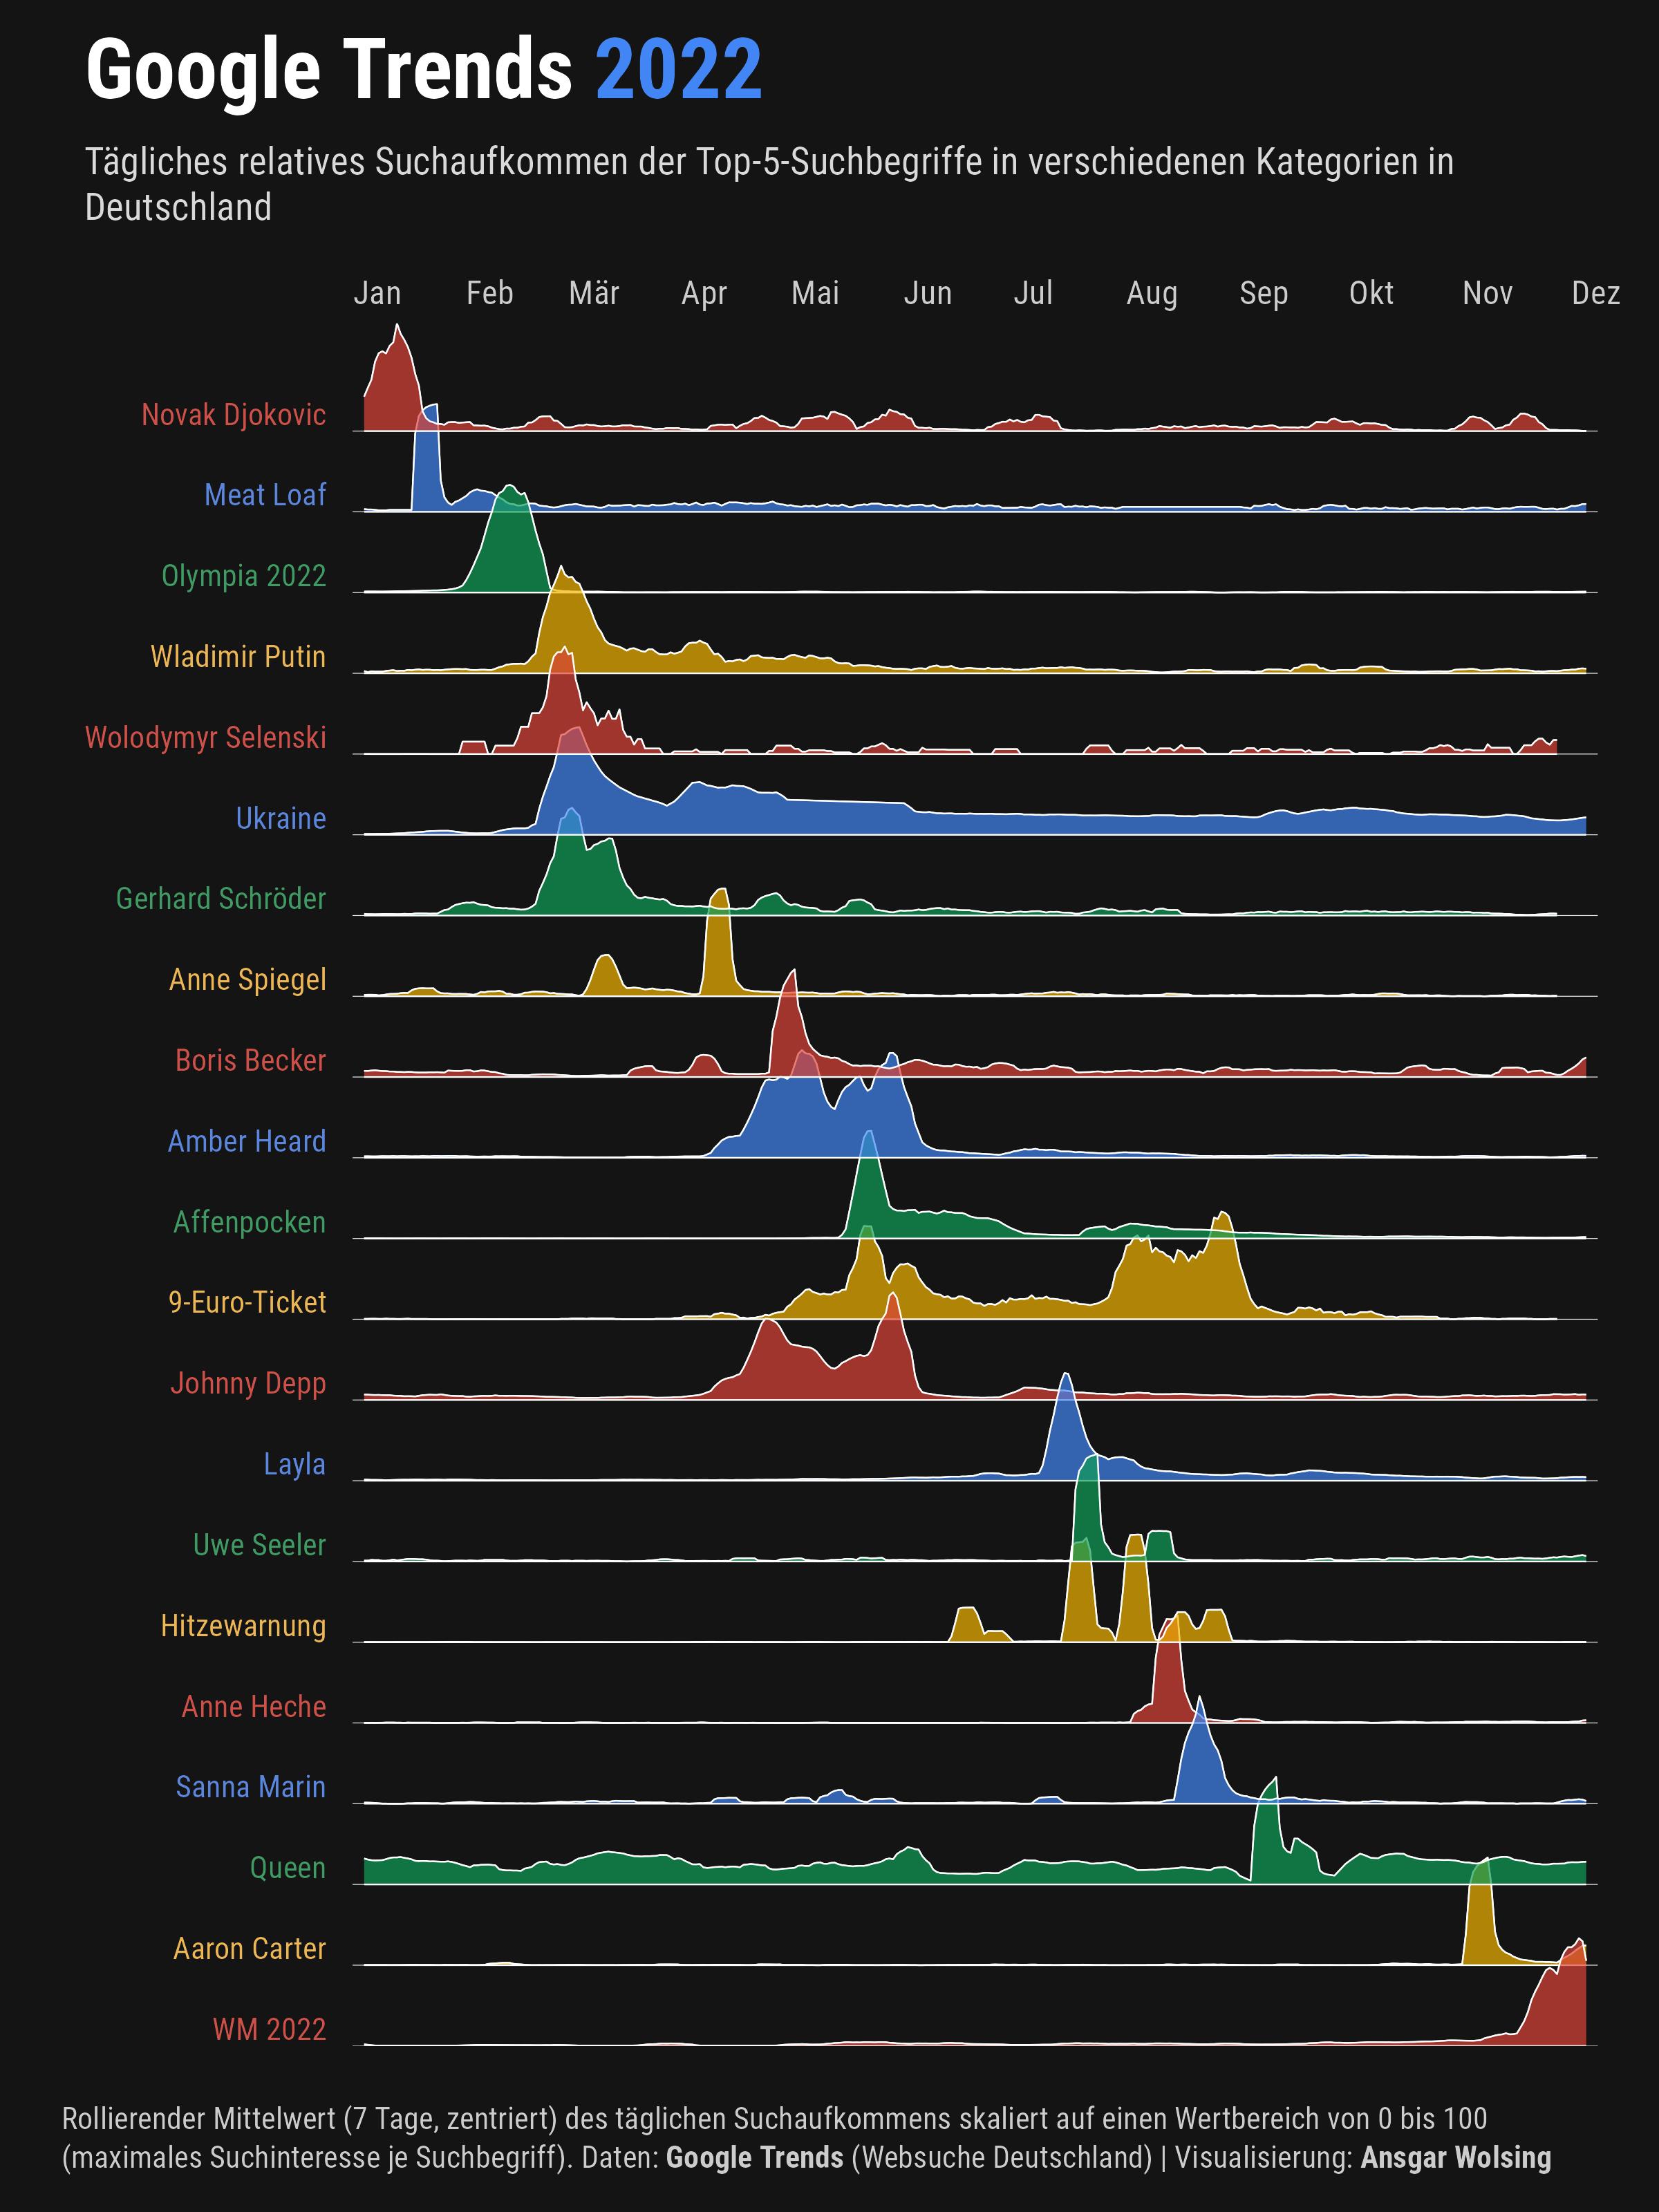 Google Trends 2022
Tägliches relatives Suchaufkommen der Top-5-Suchbegriffe in verschiedenen Kategorien in
Deutschland
Jan Feb Mär Apr Mai Jun Jul Aug Sep Okt Nov Dez
Novak Djokovic
Meat Loaf
Olympia 2022
Wladimir Putin
Wolodymyr Selenski
Ukraine
Gerhard Schröder
Anne Spiegel
Boris Becker
Amber Heard
Affenpocken
9-Euro-Ticket
Johnny Depp
Layla
Uwe Seeler
Hitzewarnung
Anne Heche
Sanna Marin
Queen
Aaron Carter
WM 2022
Rollierender Mittelwert (7 Tage, zentriert) des täglichen Suchaufkommens skaliert auf einen Wertbereich von 0 bis 100
(maximales Suchinteresse je Suchbegriff). Daten: Google Trends (Websuche Deutschland) | Visualisierung: Ansgar Wolsing